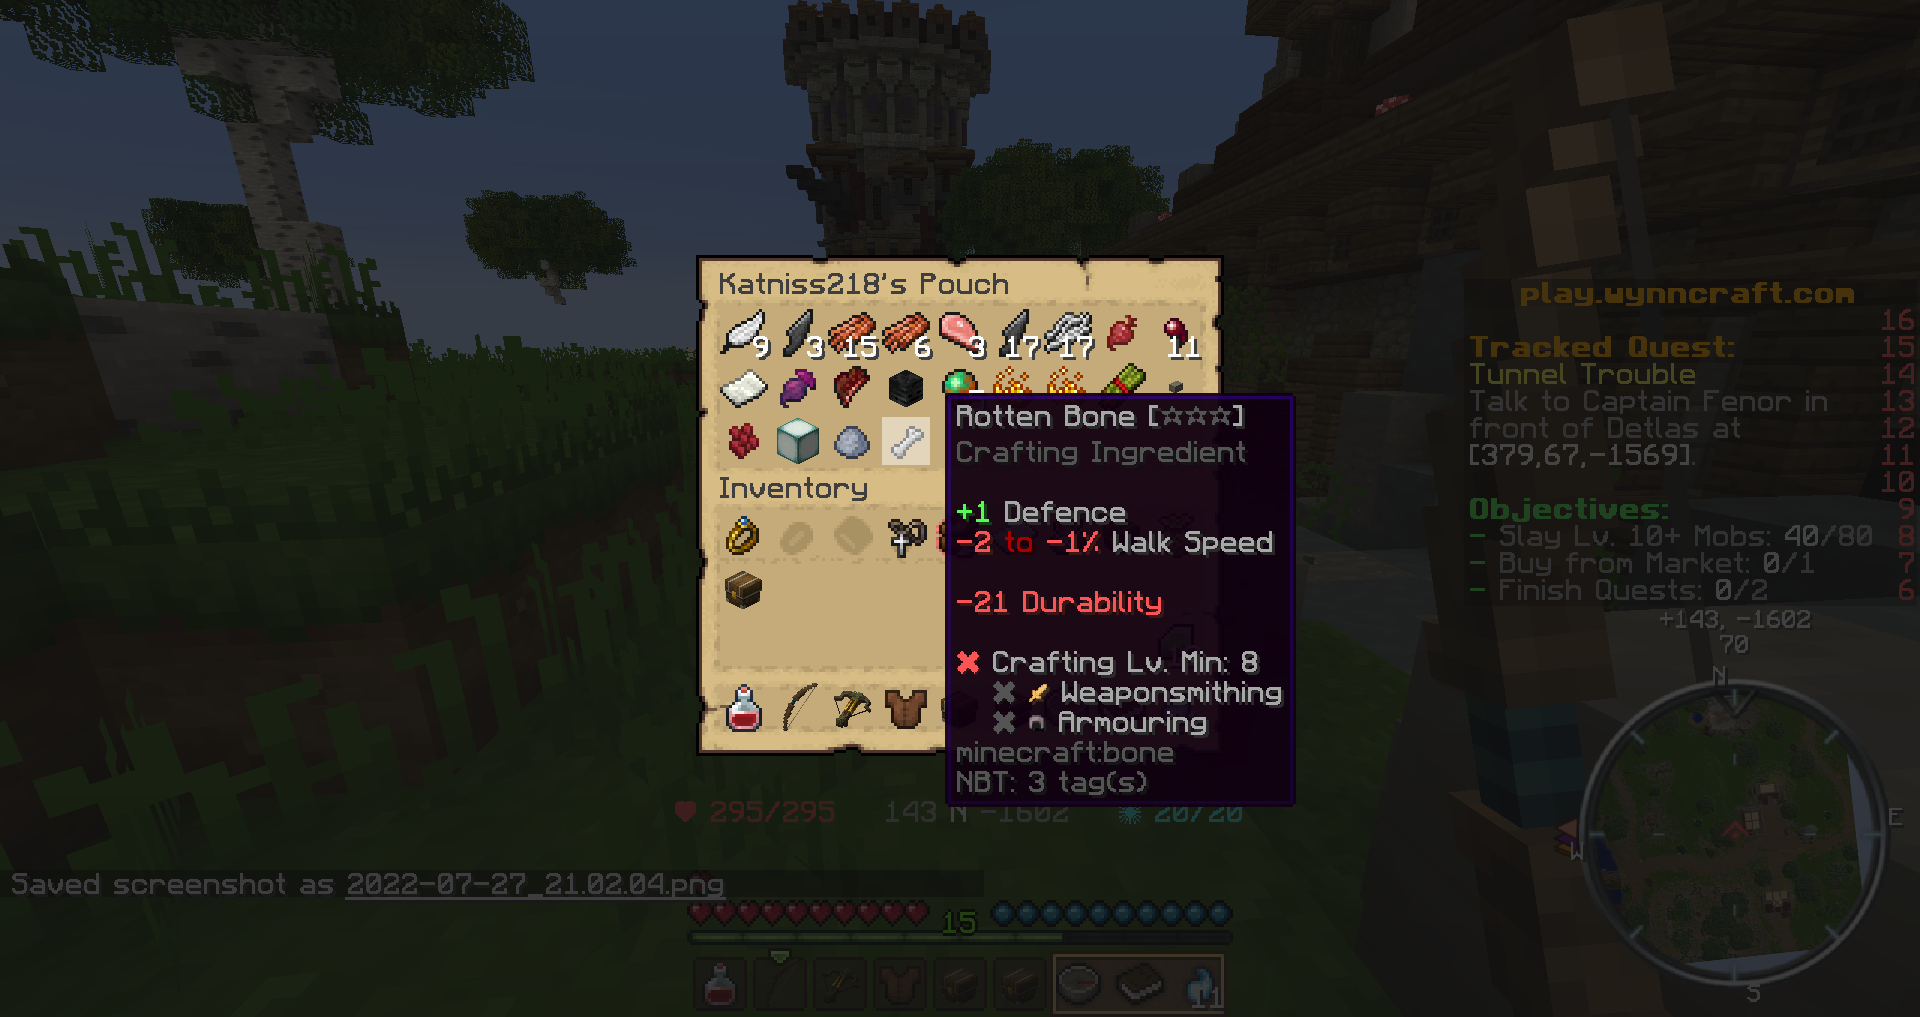 Katniss218's Pouch
9 3 15 6 3 17 17 11
Rotten Bone [☆☆☆]
Crafting Ingredient
+1 Defence
-2 to -1% Walk Speed
-21 Durability
✖ Crafting Lv. Min: 8
✖ Weaponsmithing
✖ Armouring
minecraft:bone
NBT: 3 tag(s)
Inventory
play.wynncraft.com
16
Tracked Quest: 15
Tunnel Trouble 14
Talk to Captain Fenor in 13
front of Detlas at 12
[379,67,-1569]. 11
10
Objectives: 9
- Slay Lv. 10+ Mobs: 40/80 8
- Buy from Market: 0/1 7
- Finish Quests: 0/2 6
+143, -1602
70
N
E
W
S
295/295 143 N -1602 20/20
Saved screenshot as 2022-07-27_21.02.04.png
15
11